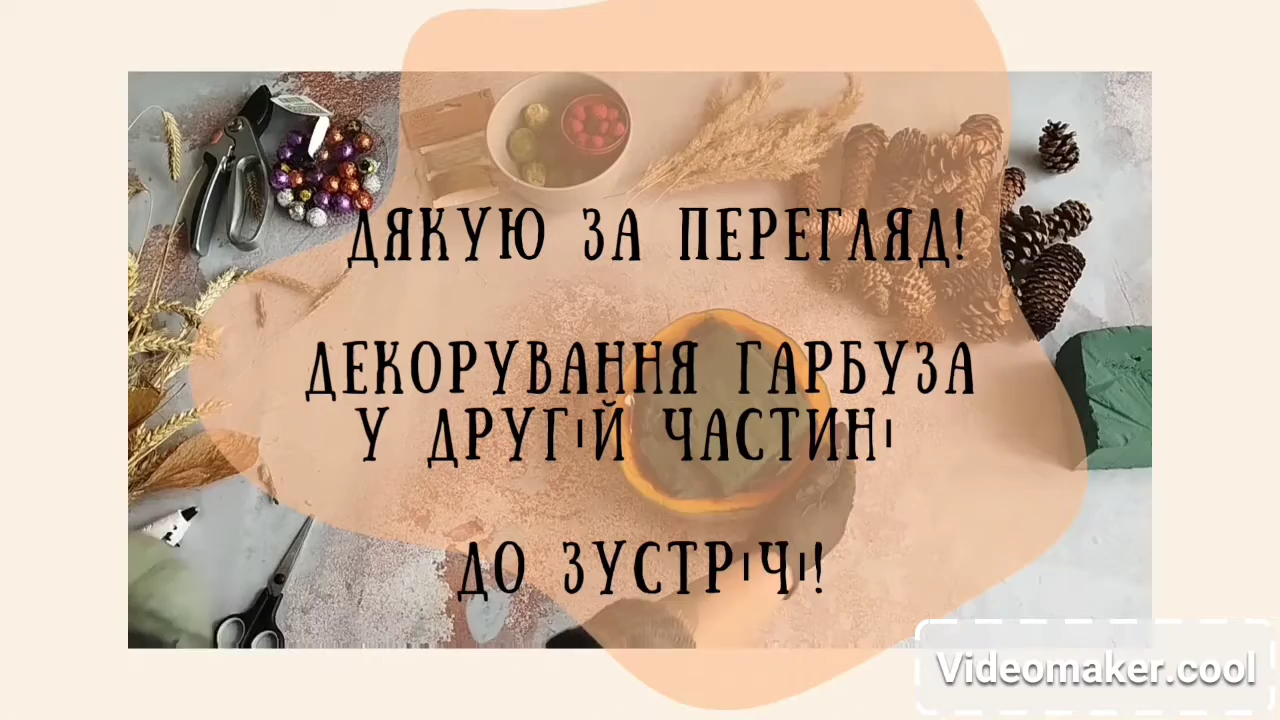 ДЯКУЮ ЗА ПЕРЕГЛЯД!
ДЕКОРУВАННЯ ГАРБУЗА
У ДРУГІЙ ЧАСТИНІ
ДО ЗУСТРІЧІ!
Videomaker.cool